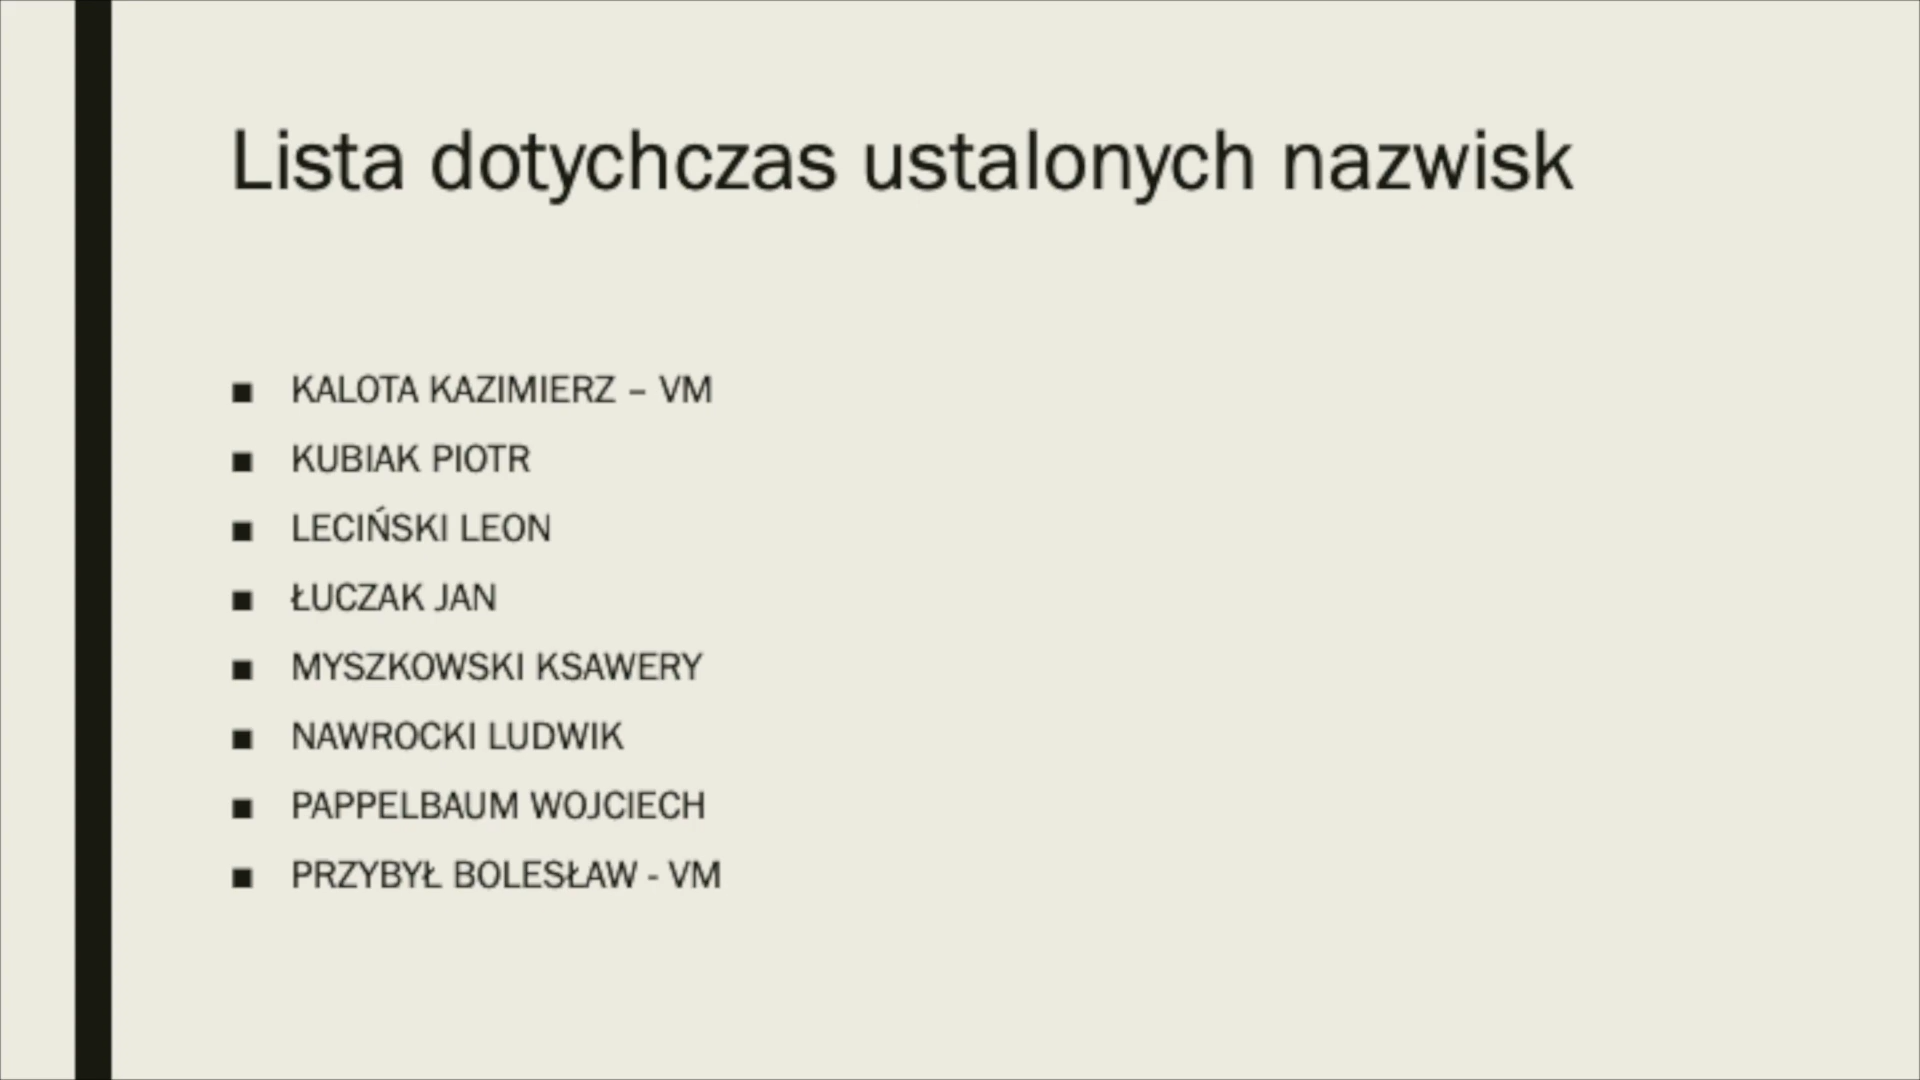 Lista dotychczas ustalonych nazwisk
■ KALOTA KAZIMIERZ – VM
■ KUBIAK PIOTR
■ LECIŃSKI LEON
■ ŁUCZAK JAN
■ MYSZKOWSKI KSAWERY
■ NAWROCKI LUDWIK
■ PAPPELBAUM WOJCIECH
■ PRZYBYŁ BOLESŁAW - VM